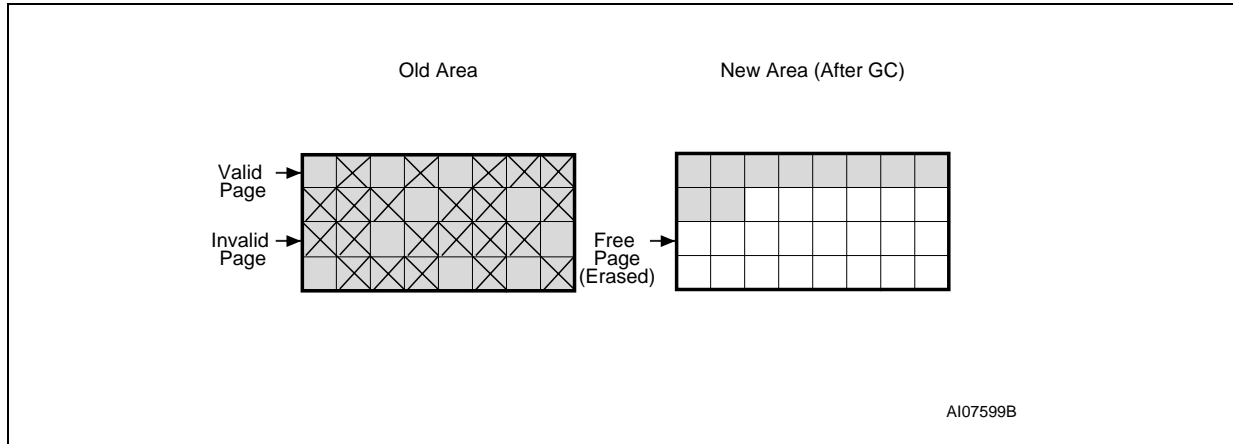 Old Area
New Area (After GC)
Valid
Page
Invalid
Page
Free
Page
(Erased)
AI07599B